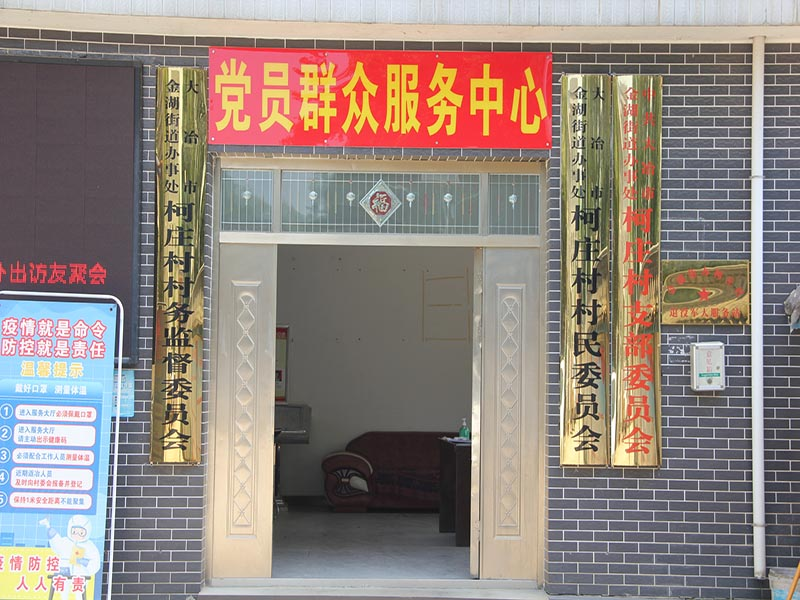 党员群众服务中心
大冶市
金湖街道办事处
柯庄村村务监督委员会
大冶市
金湖街道办事处
柯庄村村民委员会
中共大冶市
金湖街道办事处
柯庄村支部委员会
福
外出访友聚会
疫情就是命令
防控就是责任
温馨提示
戴好口罩 测量体温
1 进入服务大厅必须佩戴口罩
2 进入服务大厅
请主动出示健康码
3 必须配合工作人员测量体温
4 近期返冶人员
及时向村委会报备并登记
5 保持1米安全距离不能聚集
疫情防控
人人有责
退役军人服务站